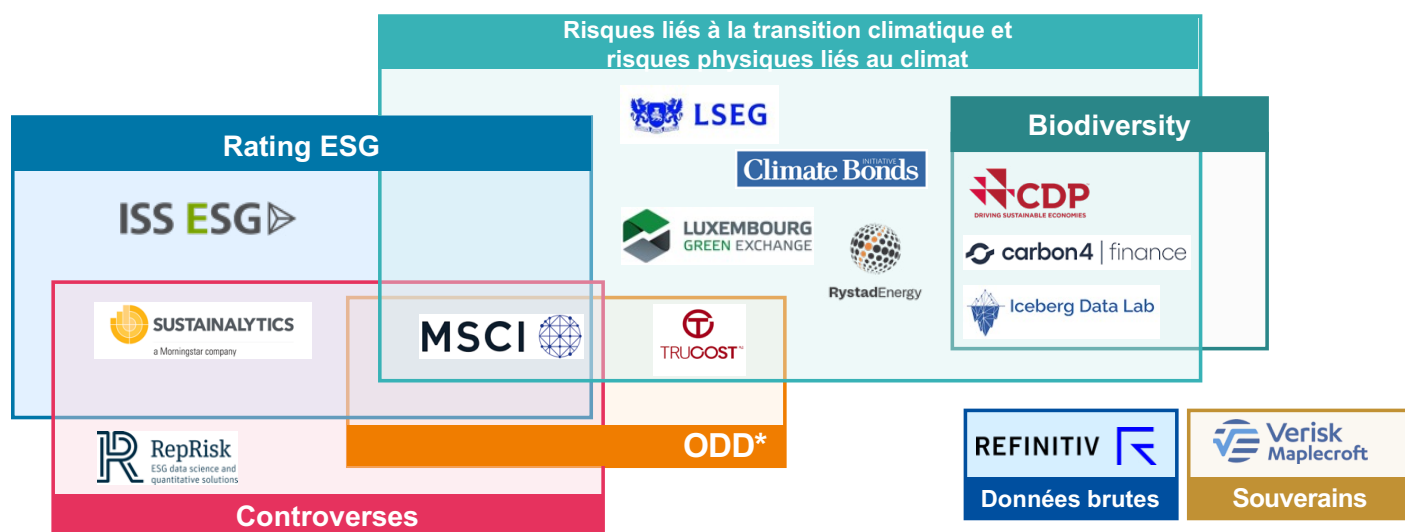 Risques liés à la transition climatique et
risques physiques liés au climat
LSEG
Biodiversity
Rating ESG
Climate Bonds
INITIATIVE
CDP
DRIVING SUSTAINABLE ECONOMIES
ISS ESG
LUXEMBOURG
GREEN EXCHANGE
carbon4 | finance
RystadEnergy
Iceberg Data Lab
SUSTAINALYTICS
a Morningstar company
MSCI
TRUCOST
RepRisk
ESG data science and
quantitative solutions
ODD*
REFINITIV
Verisk
Maplecroft
Données brutes
Souverains
Controverses